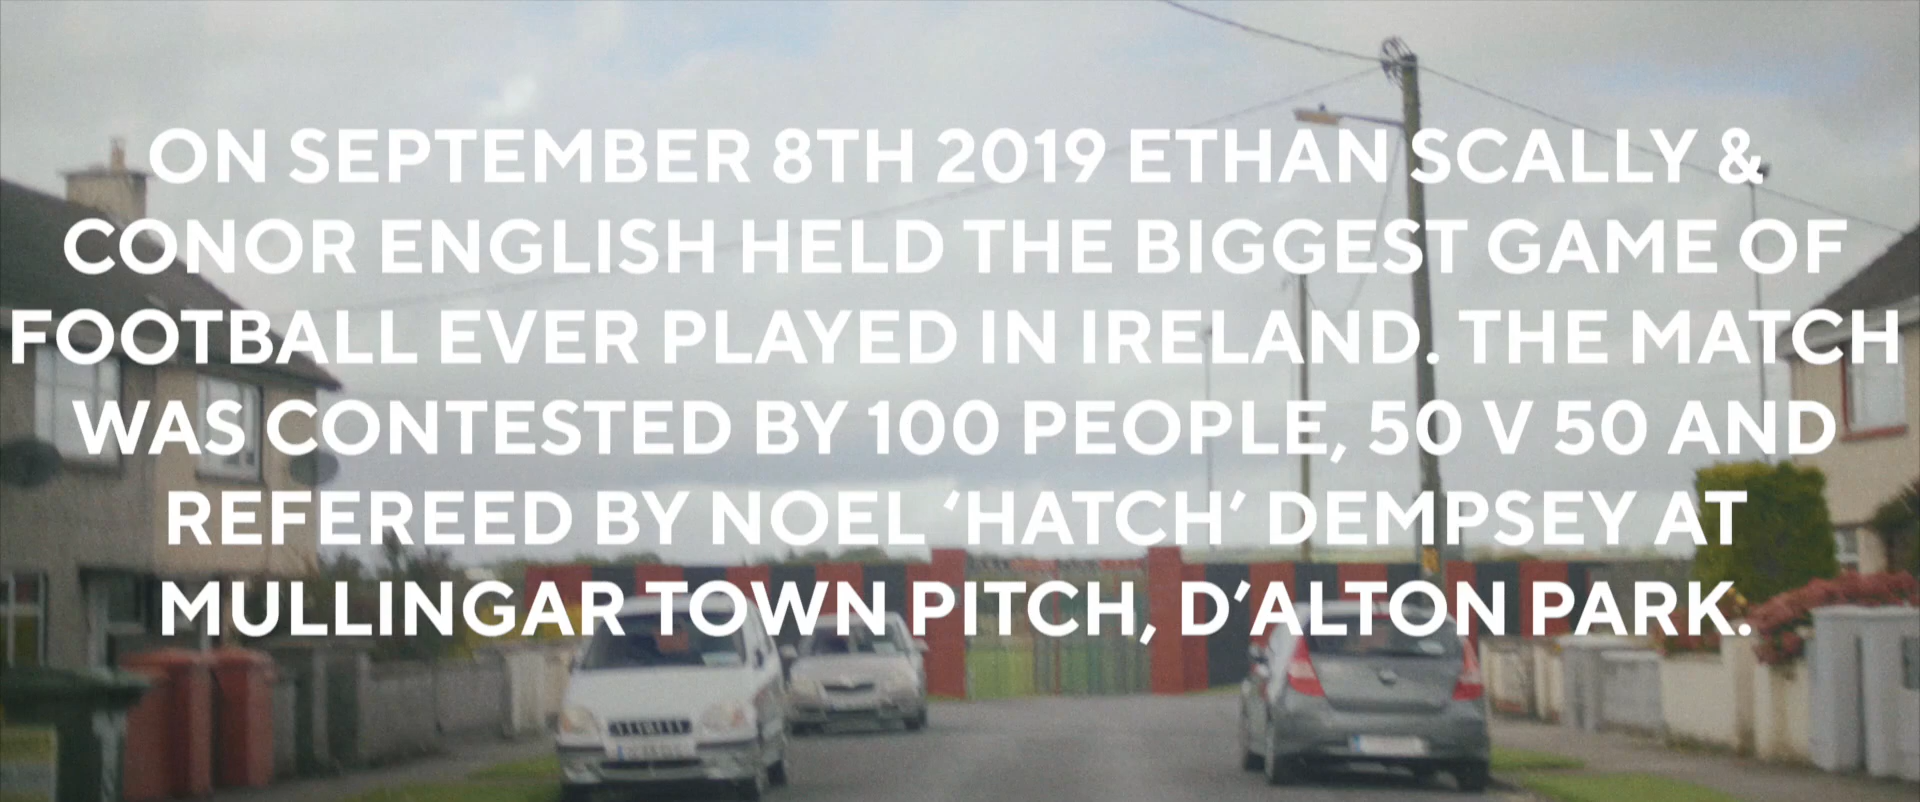 ON SEPTEMBER 8TH 2019 ETHAN SCALLY &
CONOR ENGLISH HELD THE BIGGEST GAME OF
FOOTBALL EVER PLAYED IN IRELAND. THE MATCH
WAS CONTESTED BY 100 PEOPLE, 50 V 50 AND
REFEREED BY NOEL ‘HATCH’ DEMPSEY AT
MULLINGAR TOWN PITCH, D’ALTON PARK.